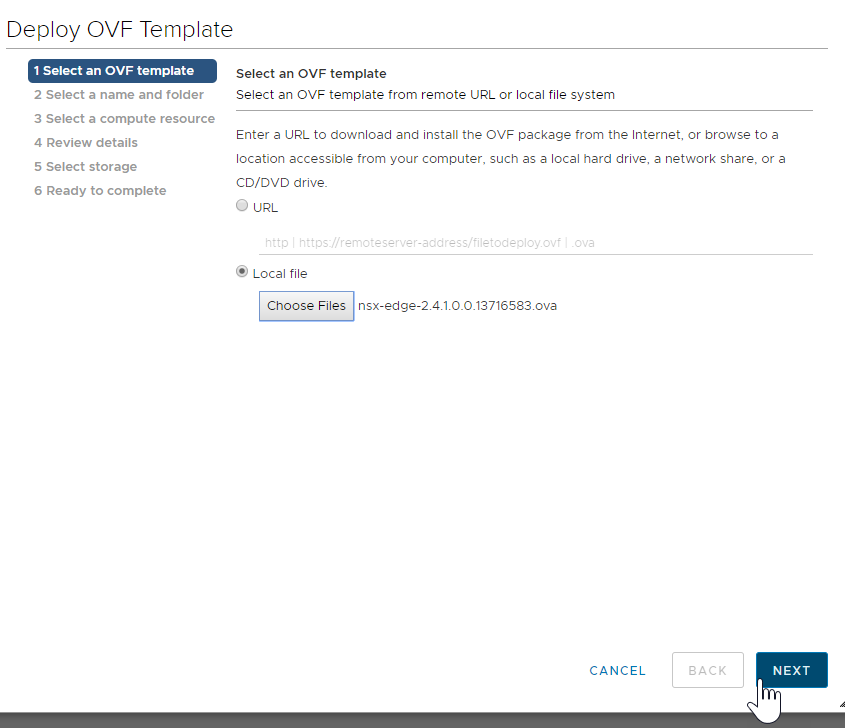 Deploy OVF Template
1 Select an OVF template
2 Select a name and folder
3 Select a compute resource
4 Review details
5 Select storage
6 Ready to complete
Select an OVF template
Select an OVF template from remote URL or local file system
Enter a URL to download and install the OVF package from the Internet, or browse to a
location accessible from your computer, such as a local hard drive, a network share, or a
CD/DVD drive.
URL
http | https://remoteserver-address/filetodeploy.ovf | .ova
Local file
Choose Files nsx-edge-2.4.1.0.0.13716583.ova
CANCEL BACK NEXT